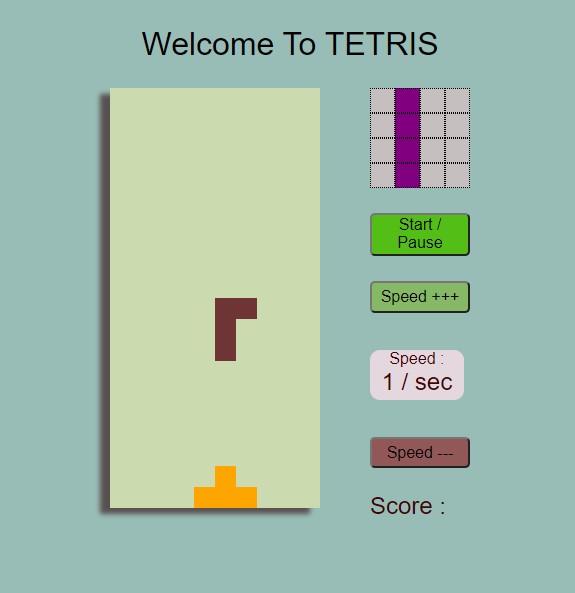 Welcome To TETRIS
Start /
Pause
Speed +++
Speed :
1 / sec
Speed ---
Score :